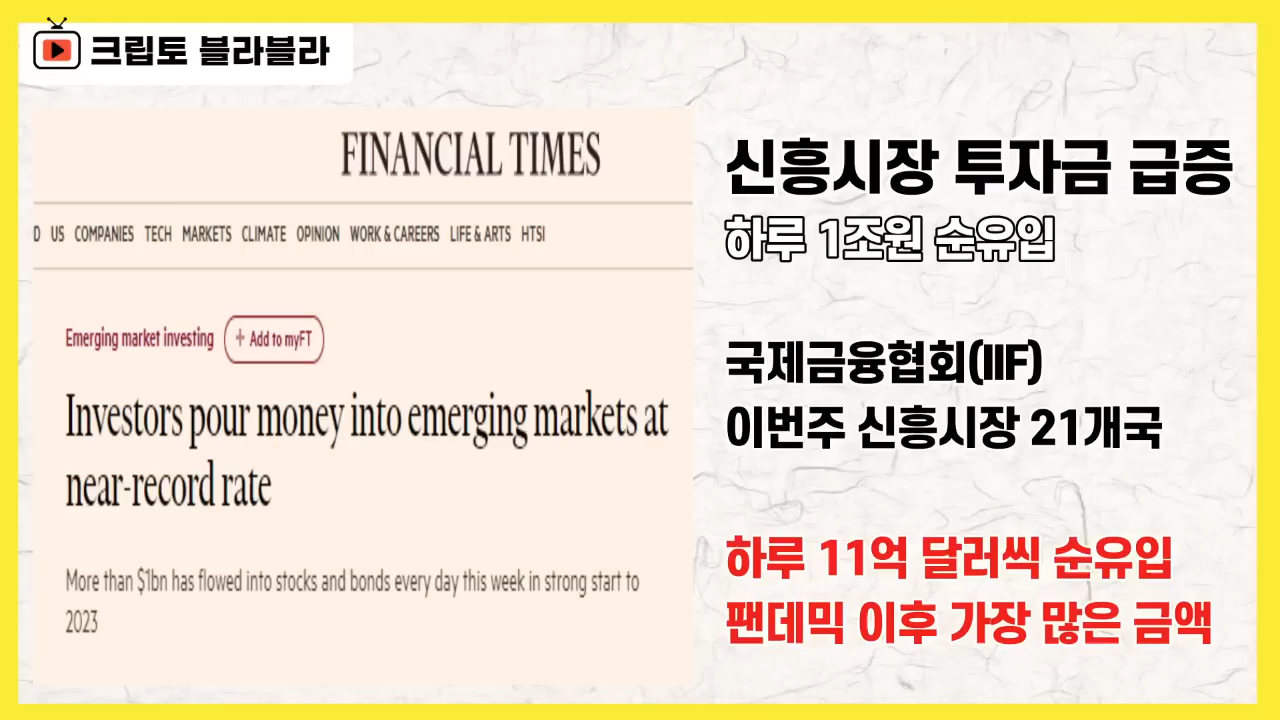 크립토 블라블라
FINANCIAL TIMES
US COMPANIES TECH MARKETS CLIMATE OPINION WORK & CAREERS LIFE & ARTS HTSI
Emerging market investing + Add to myFT
Investors pour money into emerging markets at
near-record rate
More than $1bn has flowed into stocks and bonds every day this week in strong start to
2023
신흥시장 투자금 급증
하루 1조원 순유입
국제금융협회(IIF)
이번주 신흥시장 21개국
하루 11억 달러씩 순유입
팬데믹 이후 가장 많은 금액